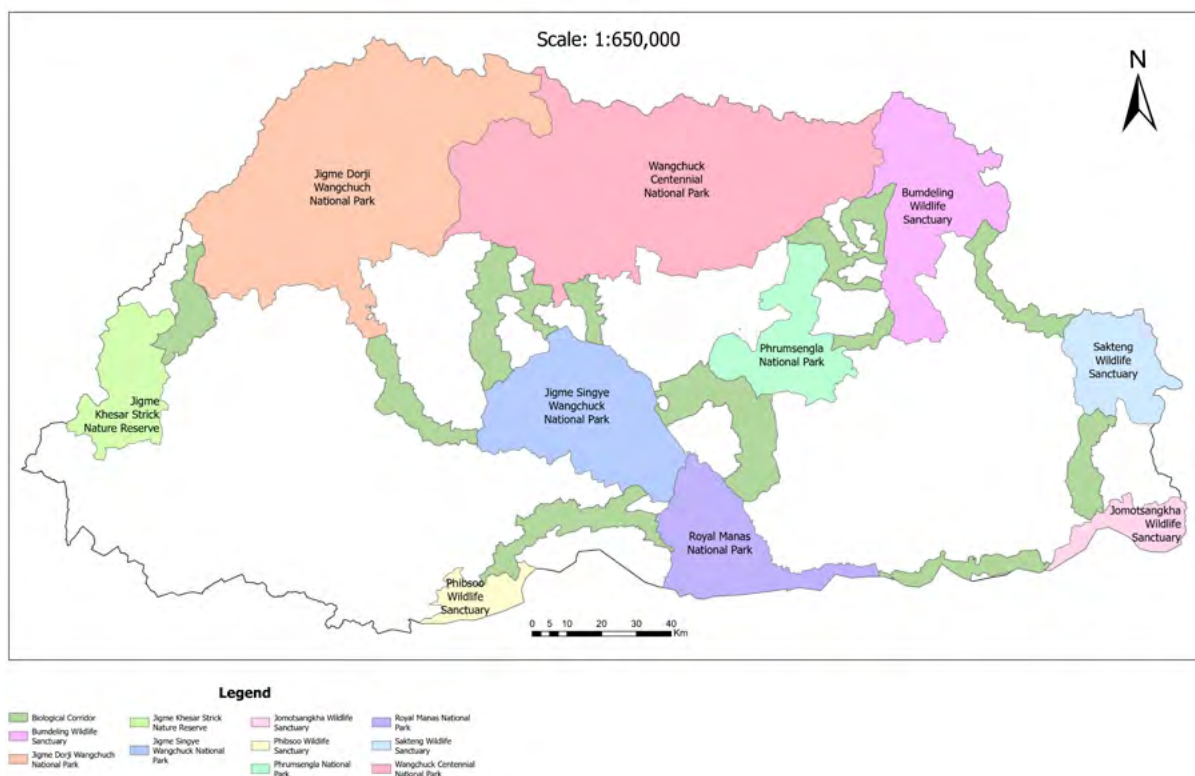 Scale: 1:650,000
N
Jigme Dorji
Wangchuch
National Park
Wangchuck
Centennial
National Park
Bumdeling
Wildlife
Sanctuary
Phrumsengla
National Park
Sakteng
Wildlife
Sanctuary
Jigme
Khesar Strick
Nature Reserve
Jigme Singye
Wangchuck
National Park
Jomotsangkha
Wildlife
Sanctuary
Royal Manas
National Park
Phibsoo
Wildlife
Sanctuary
0 5 10 20 30 40
Km
Legend
Biological Corridor
Bumdeling Wildlife
Sanctuary
Jigme Dorji Wangchuch
National Park
Jigme Khesar Strick
Nature Reserve
Jigme Singye
Wangchuck National
Park
Jomotsangkha Wildlife
Sanctuary
Phibsoo Wildlife
Sanctuary
Phrumsengla National
Park
Royal Manas National
Park
Sakteng Wildlife
Sanctuary
Wangchuck Centennial
National Park